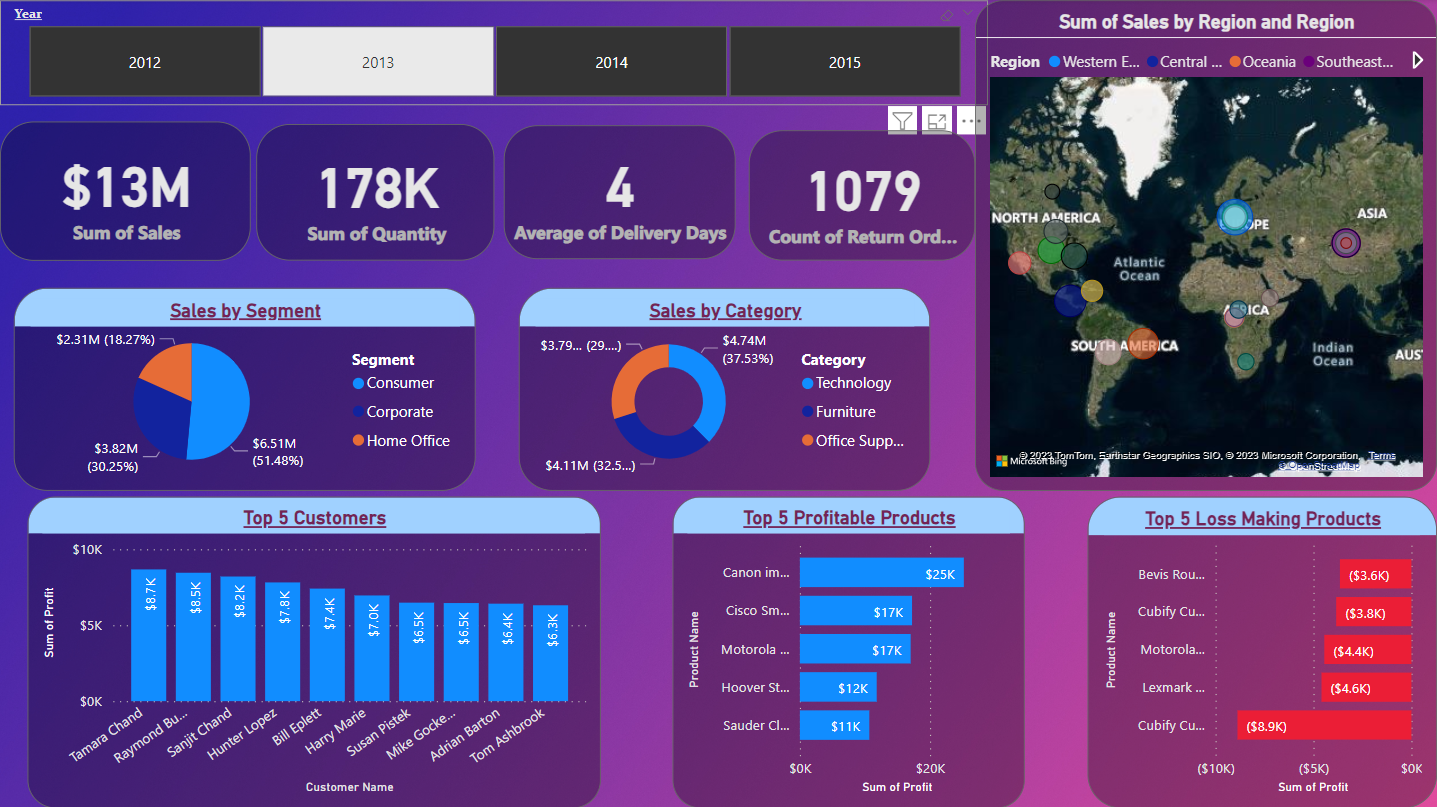 Year
2012
2013
2014
2015
$13M
Sum of Sales
178K
Sum of Quantity
4
Average of Delivery Days
1079
Count of Return Ord...
Sum of Sales by Region and Region
Region Western E... Central ... Oceania Southeast...
NORTH AMERICA
ASIA
Atlantic
Ocean
SOUTH AMERICA
Indian
Ocean
AUS
Microsoft Bing
© 2023 TomTom, Earthstar Geographics SIO, © 2023 Microsoft Corporation, Terms
© OpenStreetMap
Sales by Segment
$2.31M (18.27%)
$3.82M
(30.25%)
$6.51M
(51.48%)
Segment
Consumer
Corporate
Home Office
Sales by Category
$3.79... (29....)
$4.74M
(37.53%)
$4.11M (32.5...)
Category
Technology
Furniture
Office Supp...
Top 5 Customers
Sum of Profit
$10K
$5K
$0K
$8.7K
$8.5K
$8.2K
$7.8K
$7.4K
$7.0K
$6.5K
$6.5K
$6.4K
$6.3K
Tamara Chand
Raymond Bu...
Sanjit Chand
Hunter Lopez
Bill Eplett
Harry Marie
Susan Pistek
Mike Gocke...
Adrian Barton
Tom Ashbrook
Customer Name
Top 5 Profitable Products
Product Name
Canon im... $25K
Cisco Sm... $17K
Motorola ... $17K
Hoover St... $12K
Sauder Cl... $11K
$0K $20K
Sum of Profit
Top 5 Loss Making Products
Product Name
Bevis Rou... ($3.6K)
Cubify Cu... ($3.8K)
Motorola... ($4.4K)
Lexmark ... ($4.6K)
Cubify Cu... ($8.9K)
($10K) ($5K) $0K
Sum of Profit